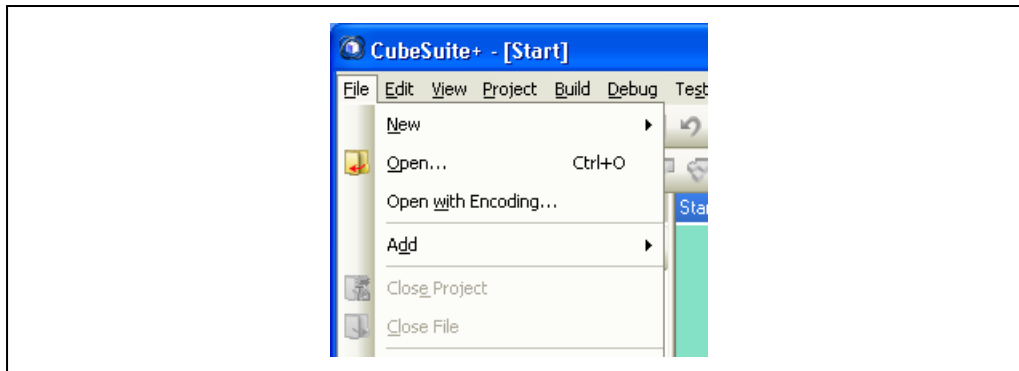 CubeSuite+ - [Start]
File Edit View Project Build Debug
New
Open... Ctrl+O
Open with Encoding...
Add
Close Project
Close File